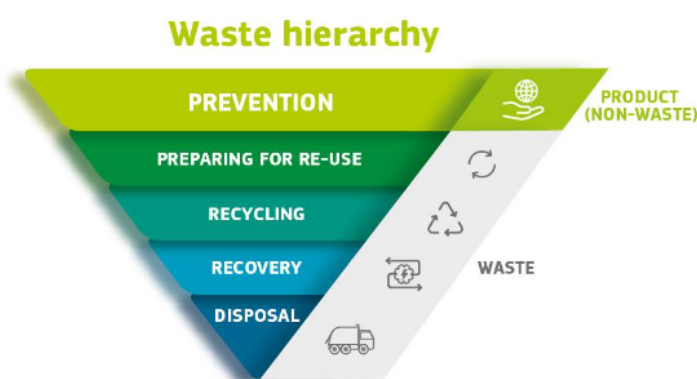 Waste hierarchy
PREVENTION
PRODUCT
(NON-WASTE)
PREPARING FOR RE-USE
RECYCLING
RECOVERY
WASTE
DISPOSAL